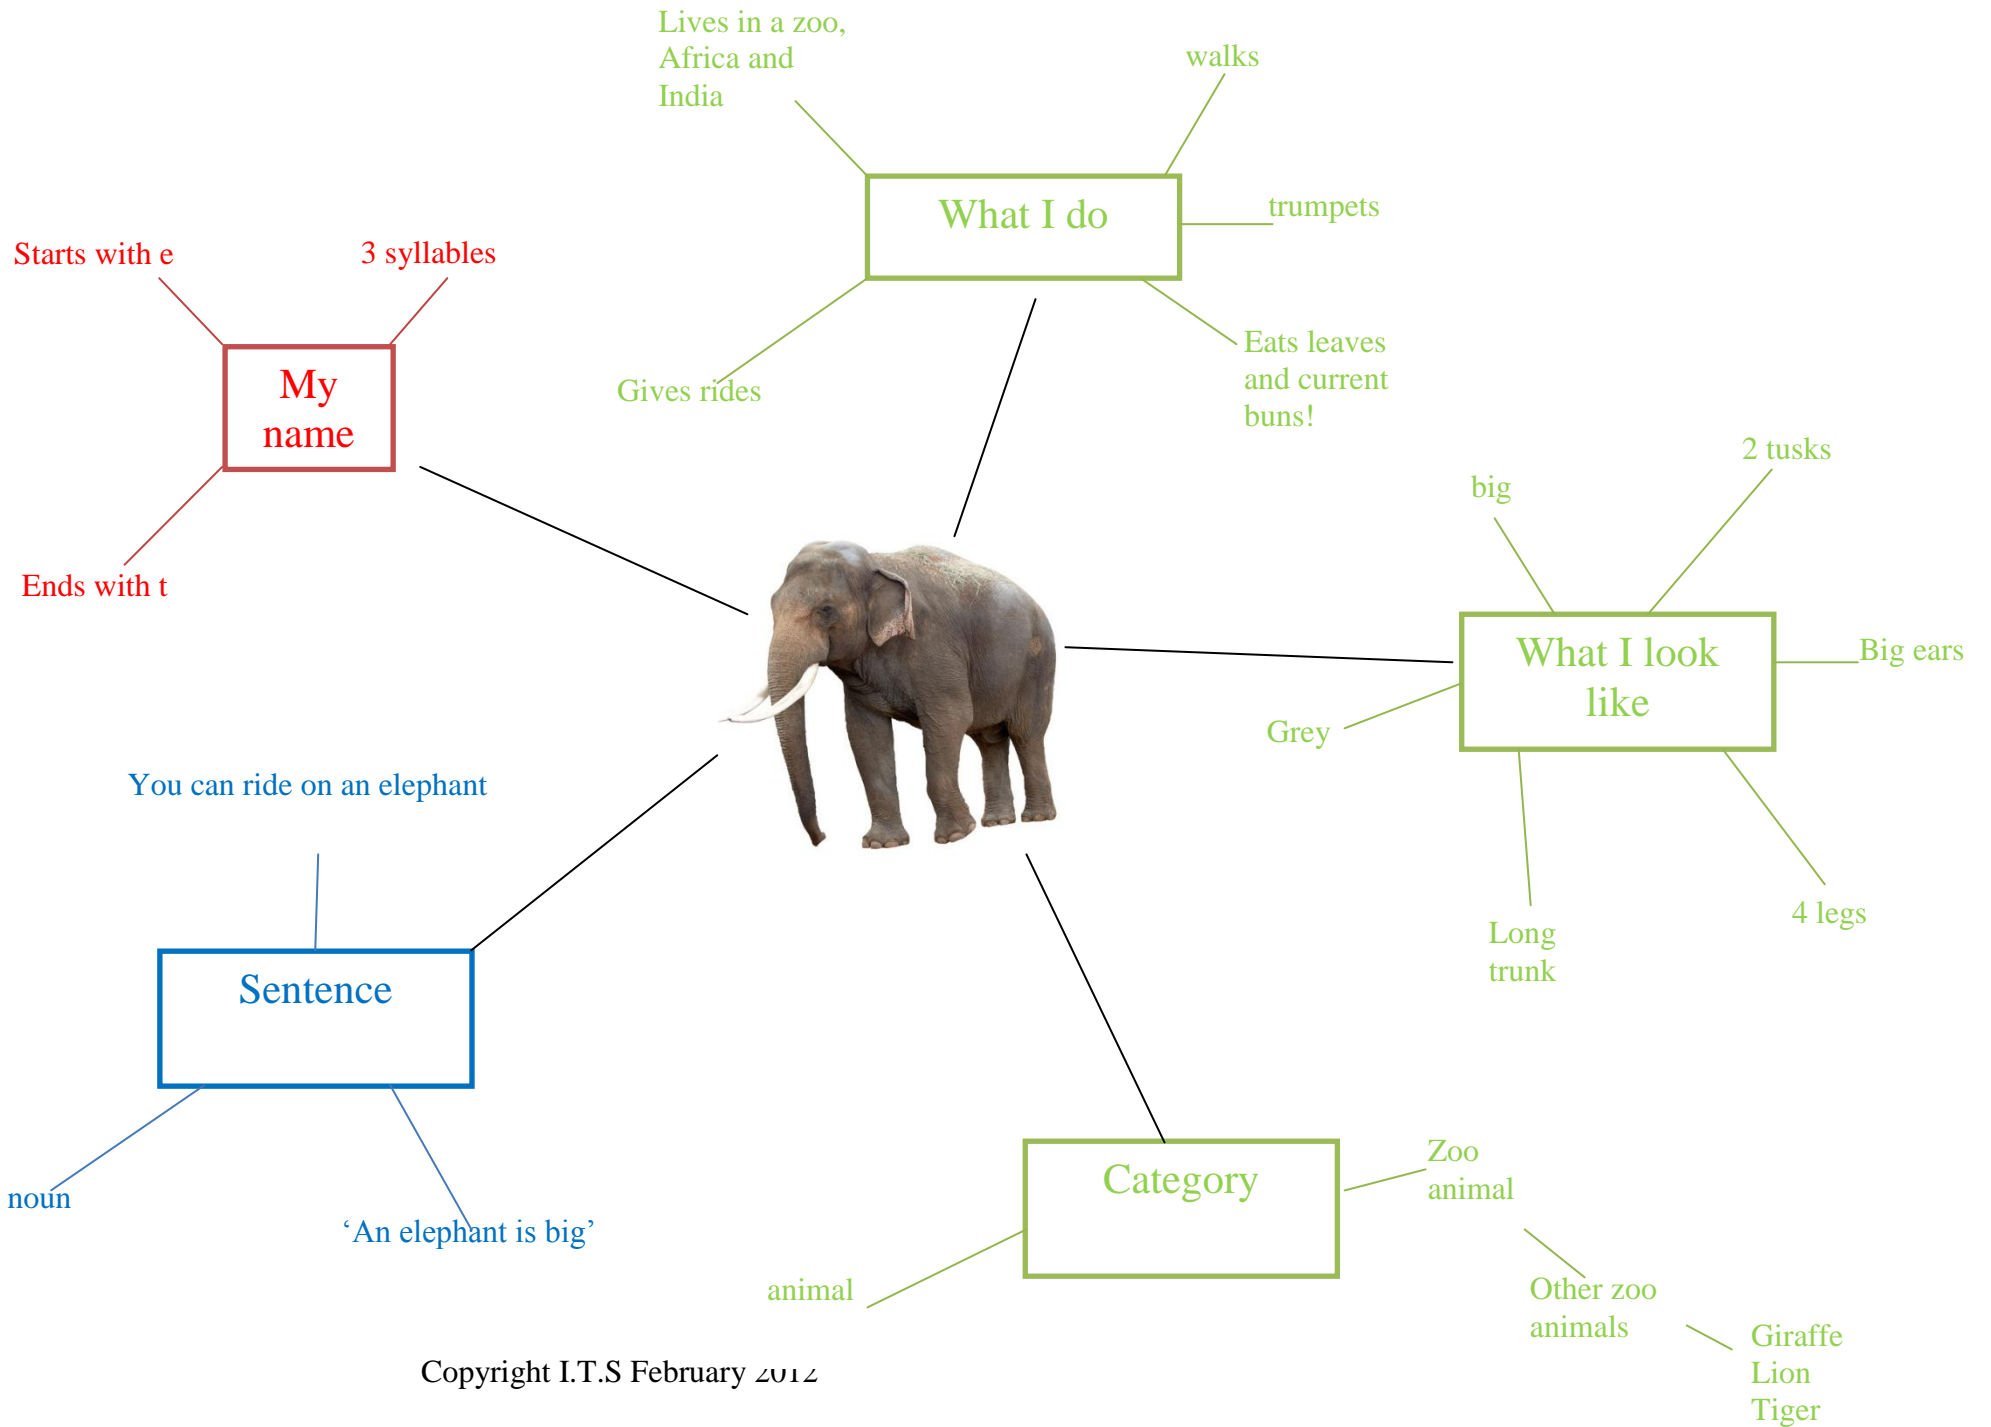 Lives in a zoo,
Africa and
India
walks
What I do
trumpets
Starts with e
3 syllables
Eats leaves
and current
buns!
Gives rides
My
name
2 tusks
big
Ends with t
What I look
like
Big ears
Grey
You can ride on an elephant
4 legs
Long
trunk
Sentence
Zoo
animal
Category
noun
‘An elephant is big’
animal
Other zoo
animals
Giraffe
Lion
Tiger
Copyright I.T.S February 2012